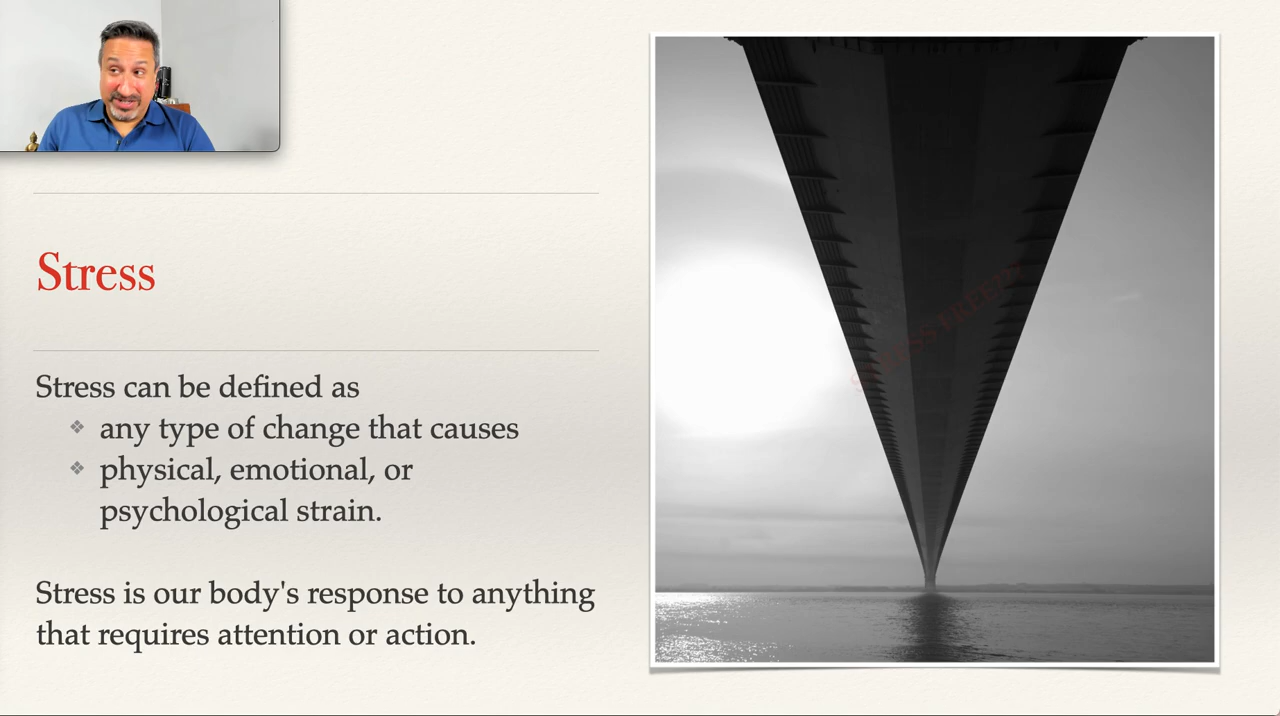 Stress
Stress can be defined as
❖ any type of change that causes
❖ physical, emotional, or
psychological strain.
Stress is our body's response to anything
that requires attention or action.